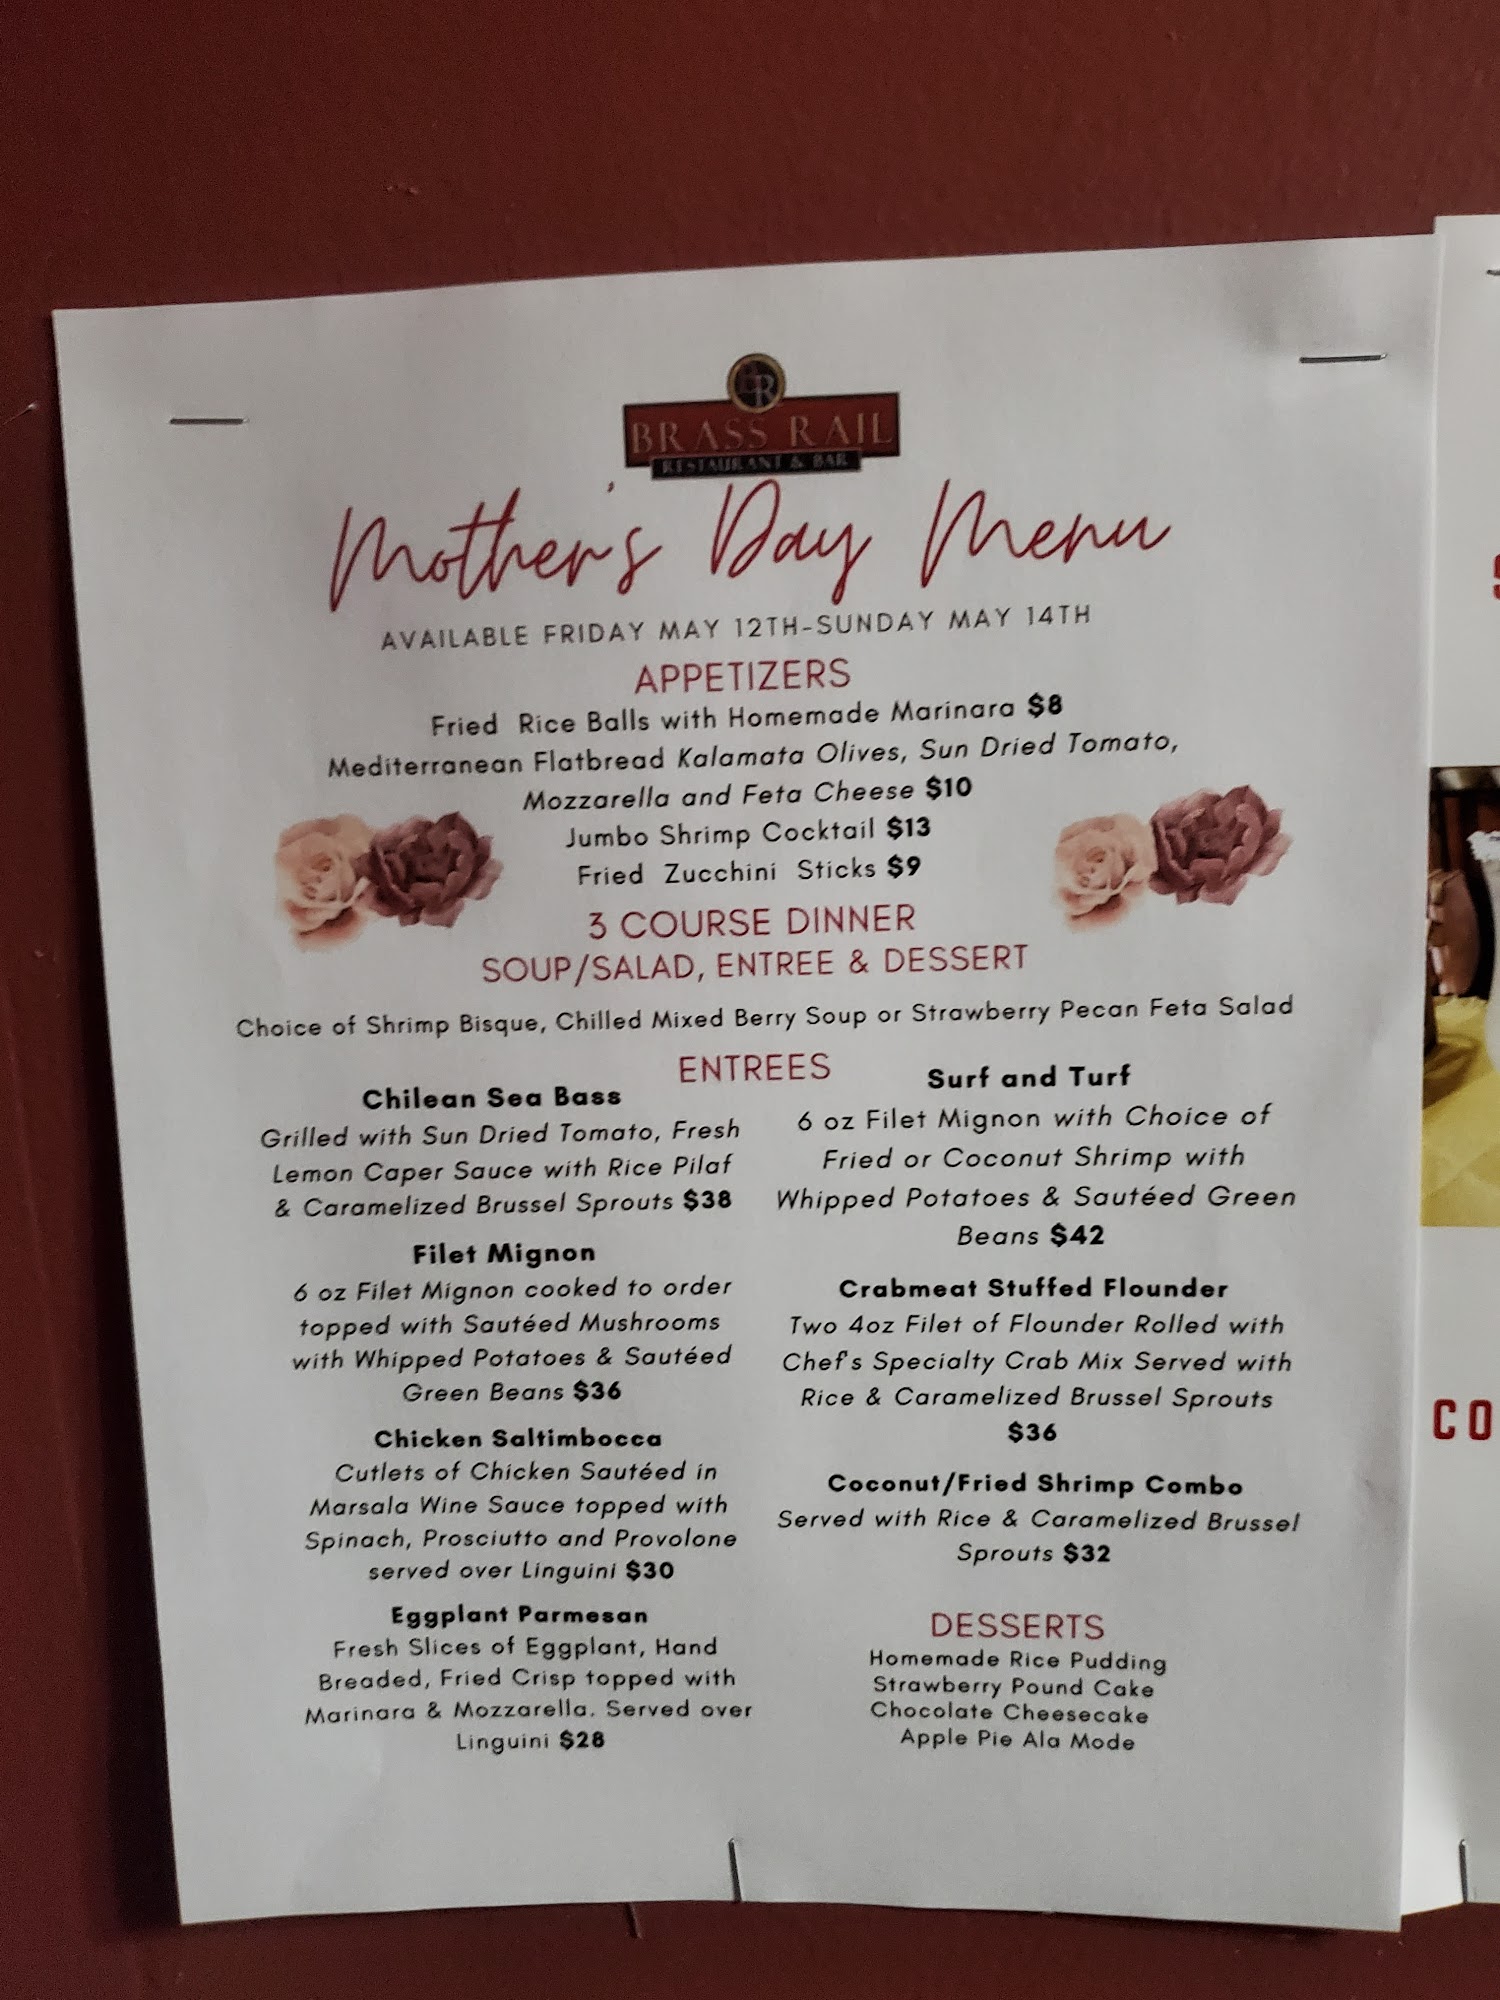 BRASS RAIL
RESTAURANT & BAR
Mother's Day Menu
AVAILABLE FRIDAY MAY 12TH-SUNDAY MAY 14TH
APPETIZERS
Fried Rice Balls with Homemade Marinara $8
Mediterranean Flatbread Kalamata Olives, Sun Dried Tomato,
Mozzarella and Feta Cheese $10
Jumbo Shrimp Cocktail $13
Fried Zucchini Sticks $9
3 COURSE DINNER
SOUP/SALAD, ENTREE & DESSERT
Choice of Shrimp Bisque, Chilled Mixed Berry Soup or Strawberry Pecan Feta Salad
ENTREES
Chilean Sea Bass
Grilled with Sun Dried Tomato, Fresh
Lemon Caper Sauce with Rice Pilaf
& Caramelized Brussel Sprouts $38
Filet Mignon
6 oz Filet Mignon cooked to order
topped with Sautéed Mushrooms
with Whipped Potatoes & Sautéed
Green Beans $36
Chicken Saltimbocca
Cutlets of Chicken Sautéed in
Marsala Wine Sauce topped with
Spinach, Prosciutto and Provolone
served over Linguini $30
Eggplant Parmesan
Fresh Slices of Eggplant, Hand
Breaded, Fried Crisp topped with
Marinara & Mozzarella. Served over
Linguini $28
Surf and Turf
6 oz Filet Mignon with Choice of
Fried or Coconut Shrimp with
Whipped Potatoes & Sautéed Green
Beans $42
Crabmeat Stuffed Flounder
Two 4oz Filet of Flounder Rolled with
Chef's Specialty Crab Mix Served with
Rice & Caramelized Brussel Sprouts
$36
Coconut/Fried Shrimp Combo
Served with Rice & Caramelized Brussel
Sprouts $32
DESSERTS
Homemade Rice Pudding
Strawberry Pound Cake
Chocolate Cheesecake
Apple Pie Ala Mode
CO